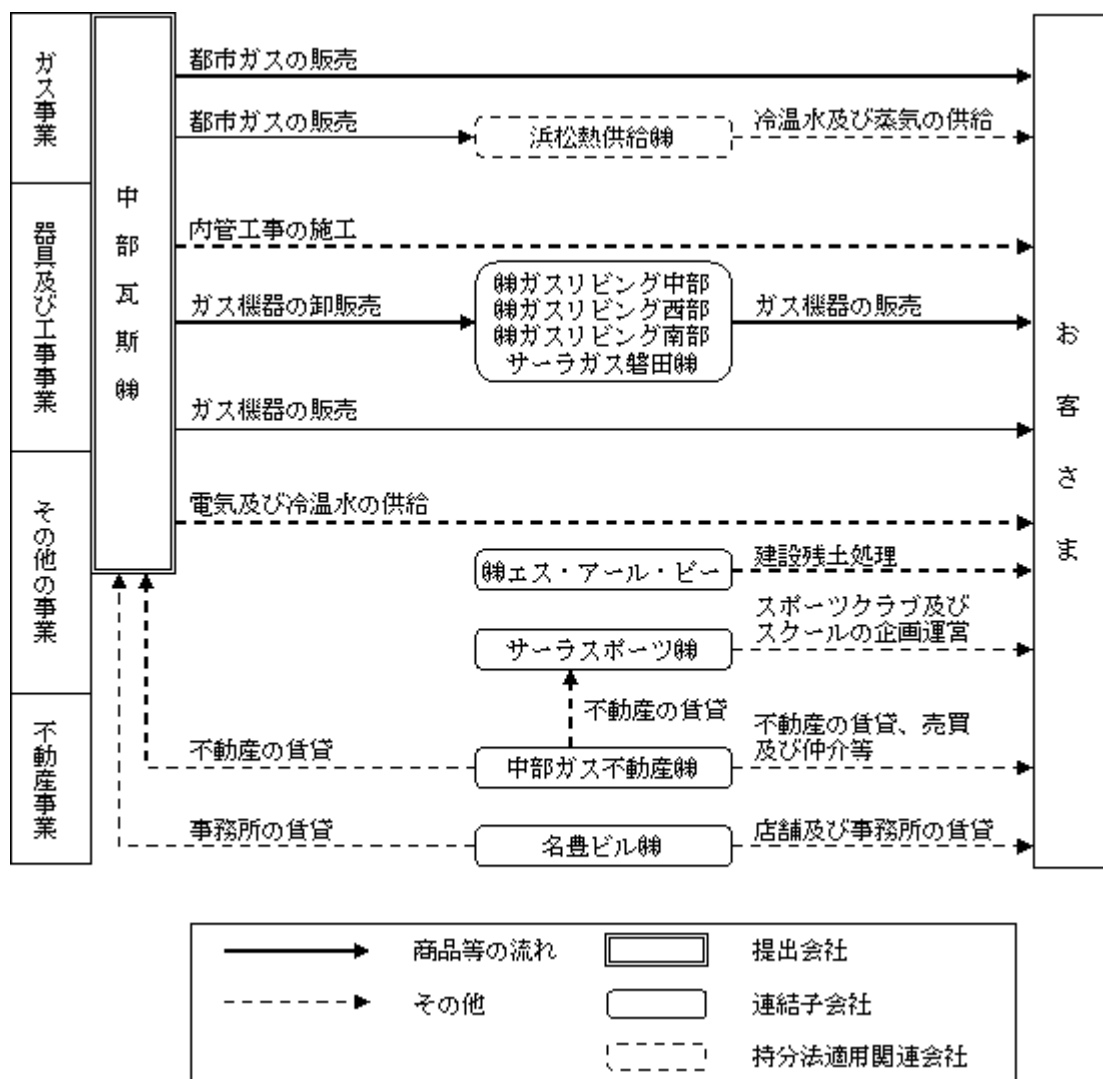 ガス事業
中部瓦斯㈱
お客さま
都市ガスの販売
都市ガスの販売
浜松熱供給㈱
冷温水及び蒸気の供給
器具及び工事事業
内管工事の施工
ガス機器の卸販売
㈱ガスリビング中部
㈱ガスリビング西部
㈱ガスリビング南部
サーラガス磐田㈱
ガス機器の販売
ガス機器の販売
その他の事業
電気及び冷温水の供給
㈱エス・アール・ピー
建設残土処理
サーラスポーツ㈱
スポーツクラブ及び
スクールの企画運営
不動産の賃貸
不動産事業
不動産の賃貸
中部ガス不動産㈱
不動産の賃貸、売買
及び仲介等
事務所の賃貸
名豊ビル㈱
店舗及び事務所の賃貸
商品等の流れ
提出会社
その他
連結子会社
持分法適用関連会社